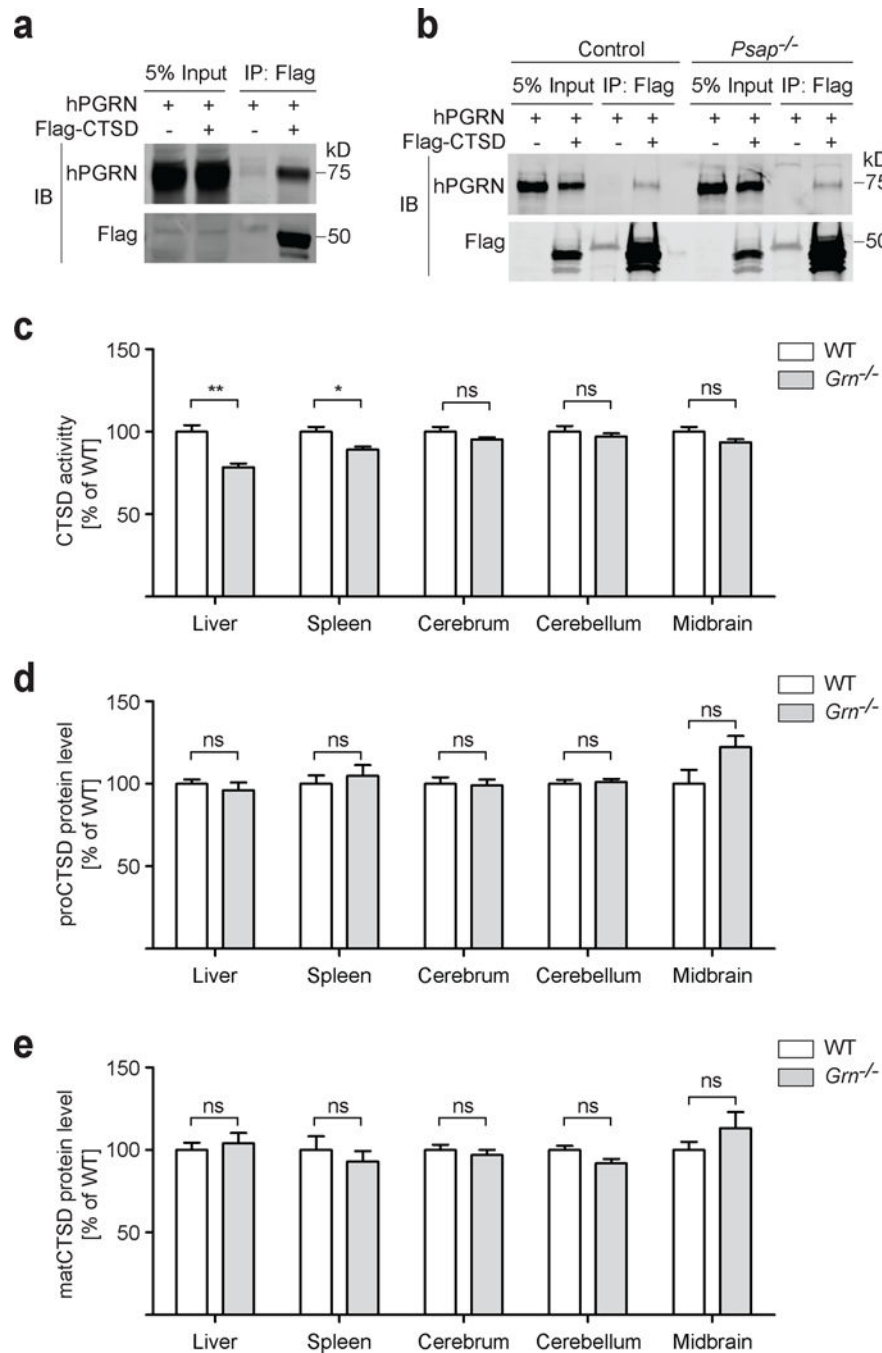 a
5% Input IP: Flag
hPGRN + + + +
Flag-CTSD - + - +
kD
hPGRN
75
IB
Flag
50
b
Control Psap-/-
5% Input IP: Flag 5% Input IP: Flag
hPGRN + + + + + + + +
Flag-CTSD - + - + - + - +
kD
hPGRN
75
IB
Flag
50
c
150
100
50
CTSD activitty
[% of WT]
** * ns ns ns
WT
Grn-/-
Liver Spleen Cerebrum Cerebellum Midbrain
d
150
100
50
proCTSD protein level
[% of WT]
ns ns ns ns ns
WT
Grn-/-
Liver Spleen Cerebrum Cerebellum Midbrain
e
150
100
50
matCTSD protein level
[% of WT]
ns ns ns ns ns
WT
Grn-/-
Liver Spleen Cerebrum Cerebellum Midbrain